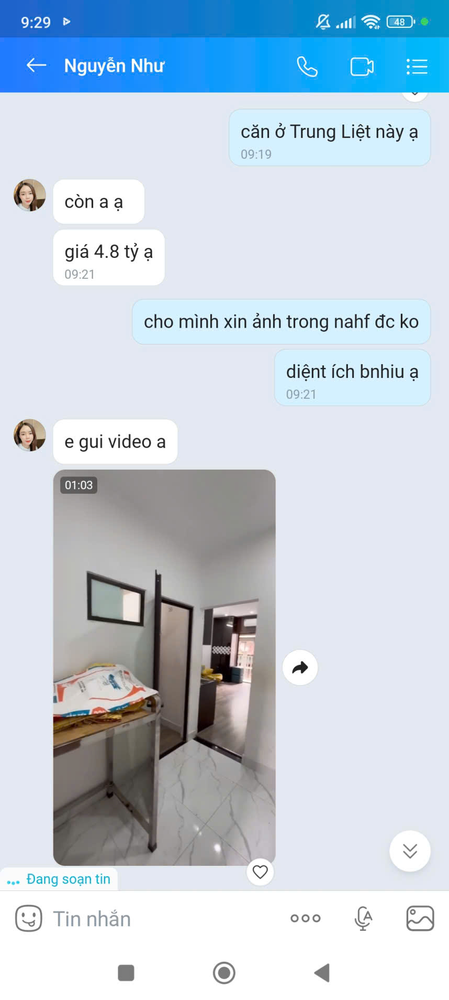 9:29
48
Nguyễn Như
căn ở Trung Liệt này ạ
09:19
còn a ạ
giá 4.8 tỷ ạ
09:21
cho mình xin ảnh trong nahf đc ko
diệnt ích bnhiu ạ
09:21
e gui video a
01:03
Đang soạn tin
Tin nhắn